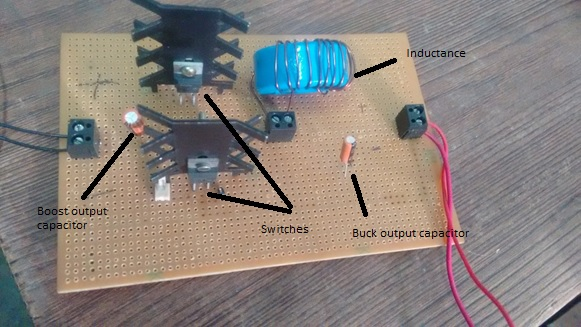 Inductance
Boost output
capacitor
Switches
Buck output capacitor